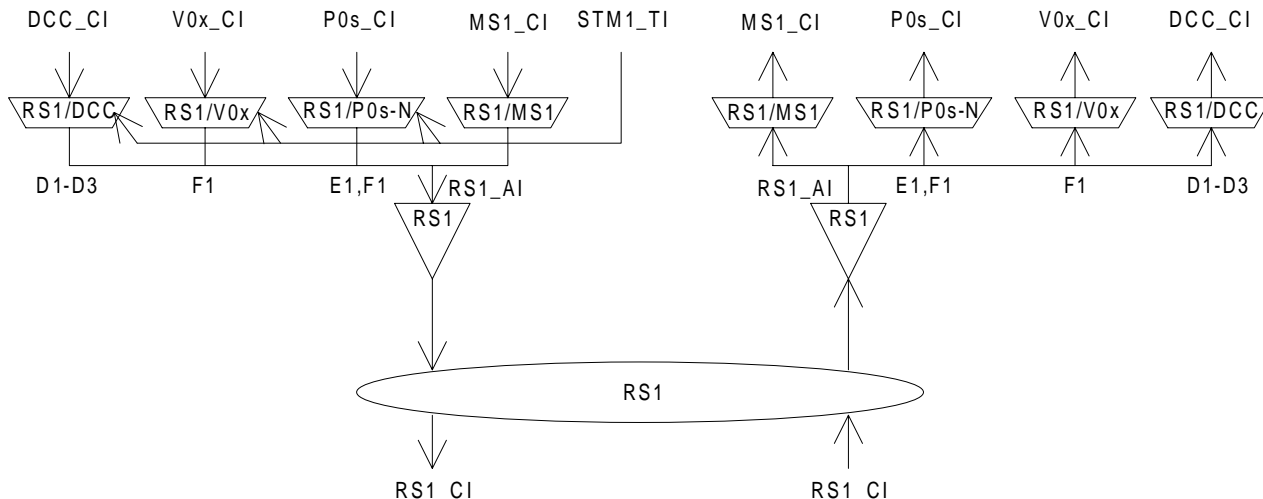 DCC_CI V0x_CI P0s_CI MS1_CI STM1_TI MS1_CI P0s_CI V0x_CI DCC_CI
RS1/DCC RS1/V0x RS1/P0s-N RS1/MS1 RS1/MS1 RS1/P0s-N RS1/V0x RS1/DCC
D1-D3 F1 E1,F1 RS1_AI RS1_AI E1,F1 F1 D1-D3
RS1 RS1
RS1
RS1_CI RS1_CI